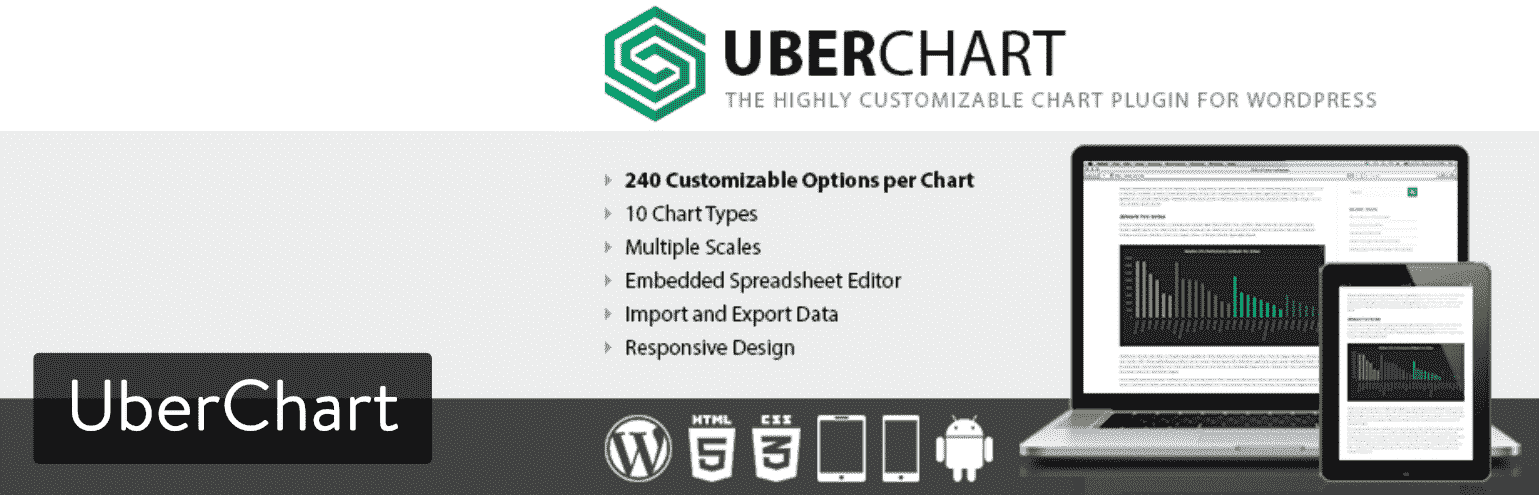 UBERCHART
THE HIGHLY CUSTOMIZABLE CHART PLUGIN FOR WORDPRESS
240 Customizable Options per Chart
10 Chart Types
Multiple Scales
Embedded Spreadsheet Editor
Import and Export Data
Responsive Design
UberChart
HTML
5
CSS
3